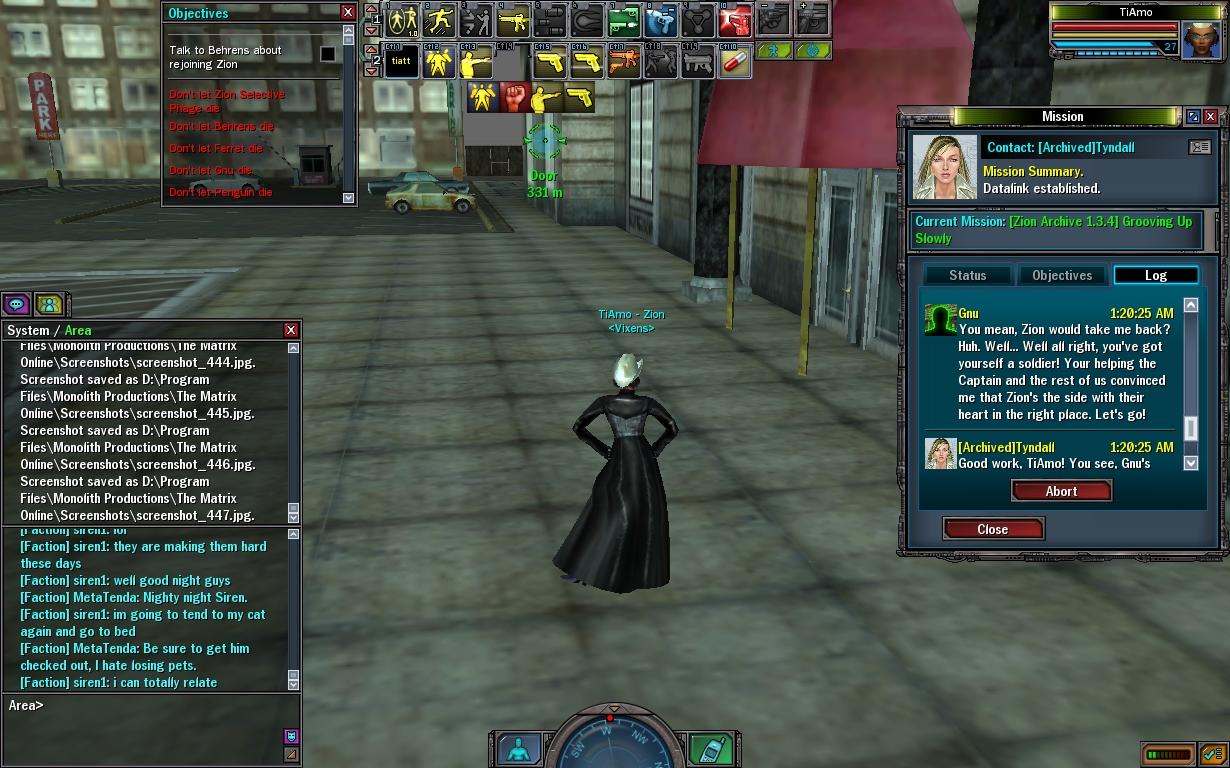 Objectives
Talk to Behrens about
rejoining Zion
Don't let Zion Selective
Phage die
Don't let Behrens die
Don't let Ferret die
Don't let Gnu die
Don't let Penguin die
PARK
1
2
tiatt
1.0
Door
331 m
TiAmo
27
Mission
Contact: [Archived]Tyndall
Mission Summary.
Datalink established.
Current Mission: [Zion Archive 1.3.4] Grooving Up
Slowly
Status
Objectives
Log
Gnu 1:20:25 AM
You mean, Zion would take me back?
Huh. Well... Well all right, you've got
yourself a soldier! Your helping the
Captain and the rest of us convinced
me that Zion's the side with their
heart in the right place. Let's go!
[Archived]Tyndall 1:20:25 AM
Good work, TiAmo! You see, Gnu's
Abort
Close
TiAmo - Zion
<Vixens>
System / Area
Files\Monolith Productions\The Matrix
Online\Screenshots\screenshot_444.jpg.
Screenshot saved as D:\Program
Files\Monolith Productions\The Matrix
Online\Screenshots\screenshot_445.jpg.
Screenshot saved as D:\Program
Files\Monolith Productions\The Matrix
Online\Screenshots\screenshot_446.jpg.
Screenshot saved as D:\Program
Files\Monolith Productions\The Matrix
Online\Screenshots\screenshot_447.jpg.
[Faction] siren1: lol
[Faction] siren1: they are making them hard
these days
[Faction] siren1: well good night guys
[Faction] MetaTenda: Nighty night Siren.
[Faction] siren1: im going to tend to my cat
again and go to bed
[Faction] MetaTenda: Be sure to get him
checked out, I hate losing pets.
[Faction] siren1: i can totally relate
Area>
SW
W
NW